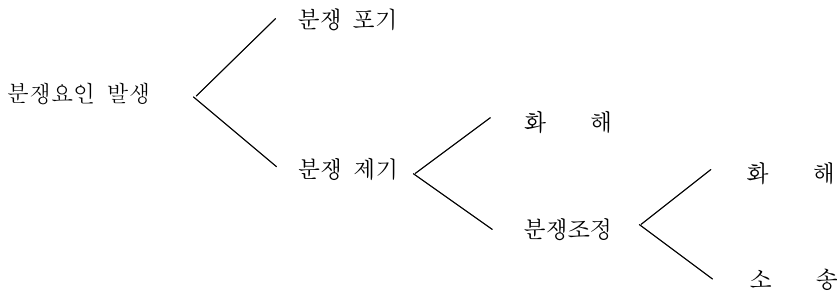 분쟁 포기
분쟁요인 발생
화 해
분쟁 제기
화 해
분쟁조정
소 송